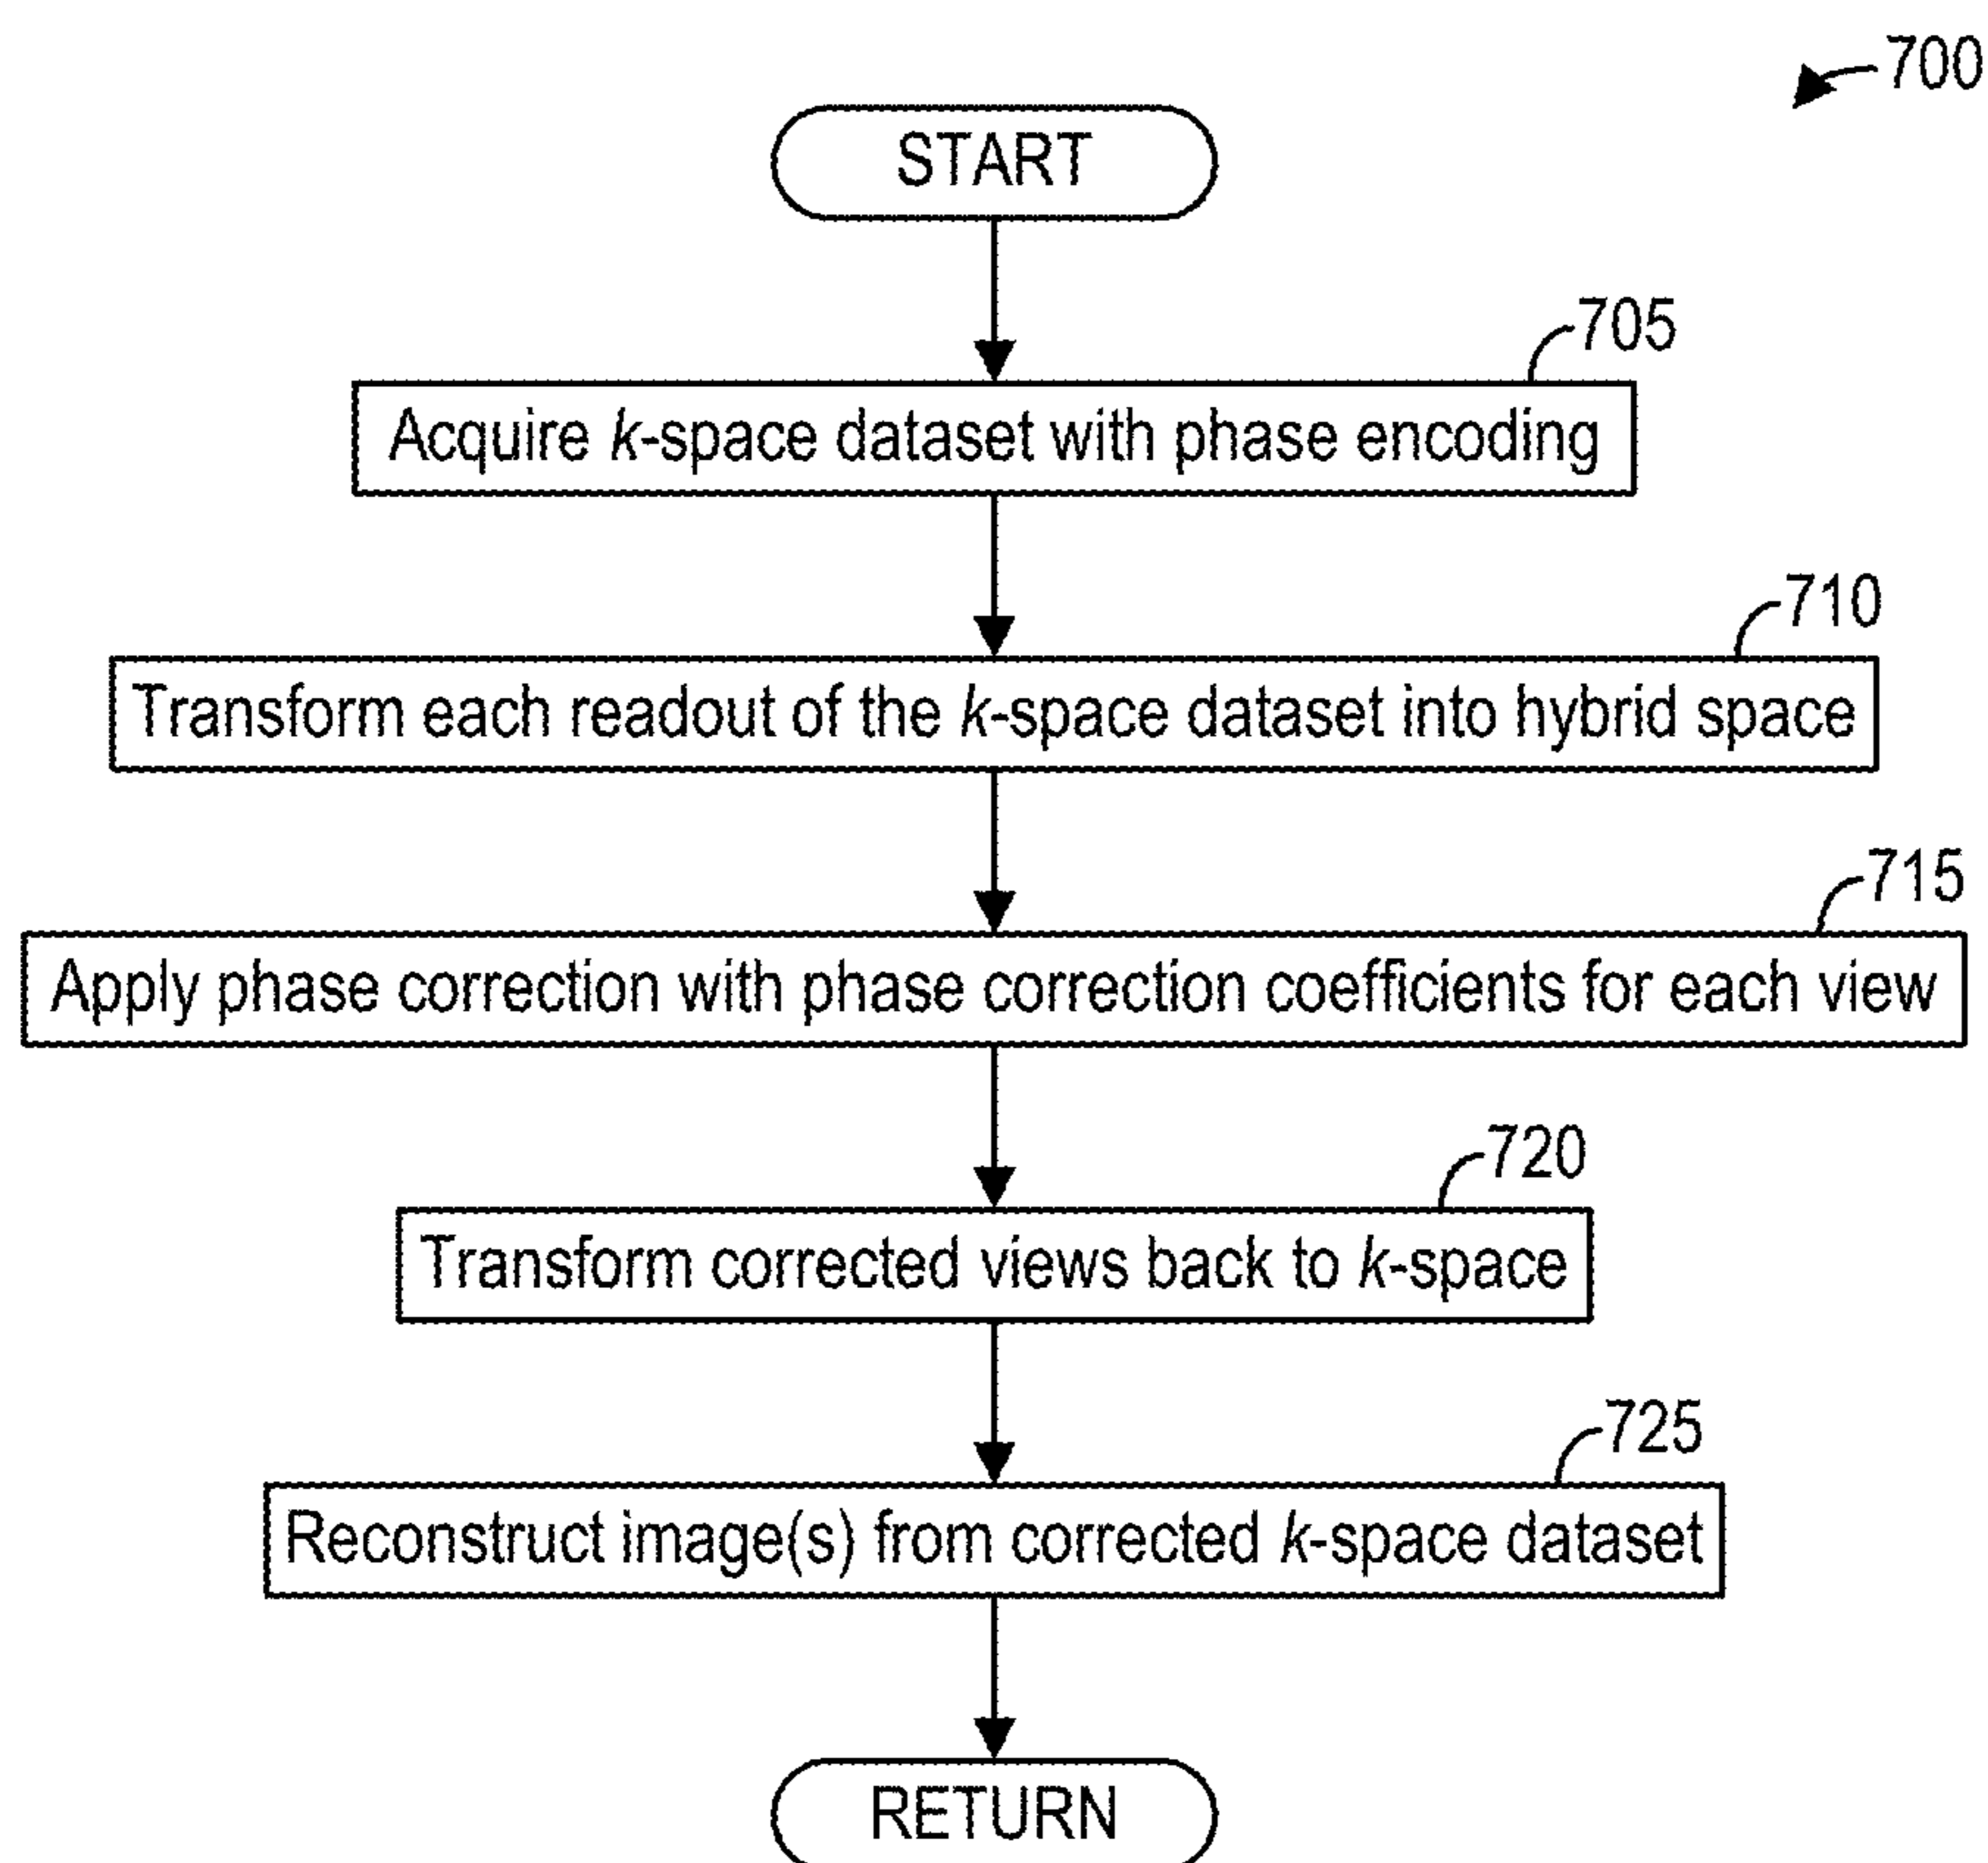 700
START
705
Acquire k-space dataset with phase encoding
710
Transform each readout of the k-space dataset into hybrid space
715
Apply phase correction with phase correction coefficients for each view
720
Transform corrected views back to k-space
725
Reconstruct image(s) from corrected k-space dataset
RETURN